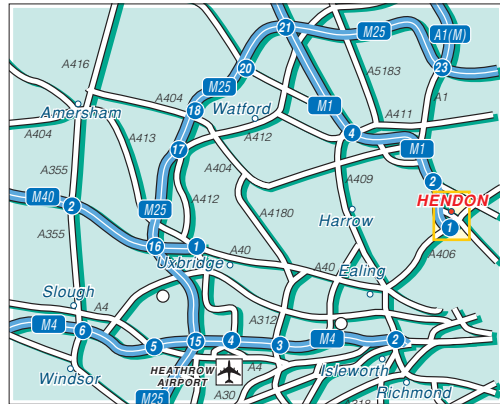 21
M25
A1(M)
A416
20
M25
A5183
23
A404
18
Watford
M1
A1
Amersham
A411
A404
A413
A412
4
17
M1
A355
A404
A409
2
M40
2
M25
A412
A4180
Harrow
HENDON
1
A355
16
1
A40
A406
Uxbridge
A40
Ealing
Slough
A4
A312
M4
6
5
15
4
3
M4
2
HEATHROW
AIRPORT
A4
Isleworth
Windsor
M25
A30
Richmond